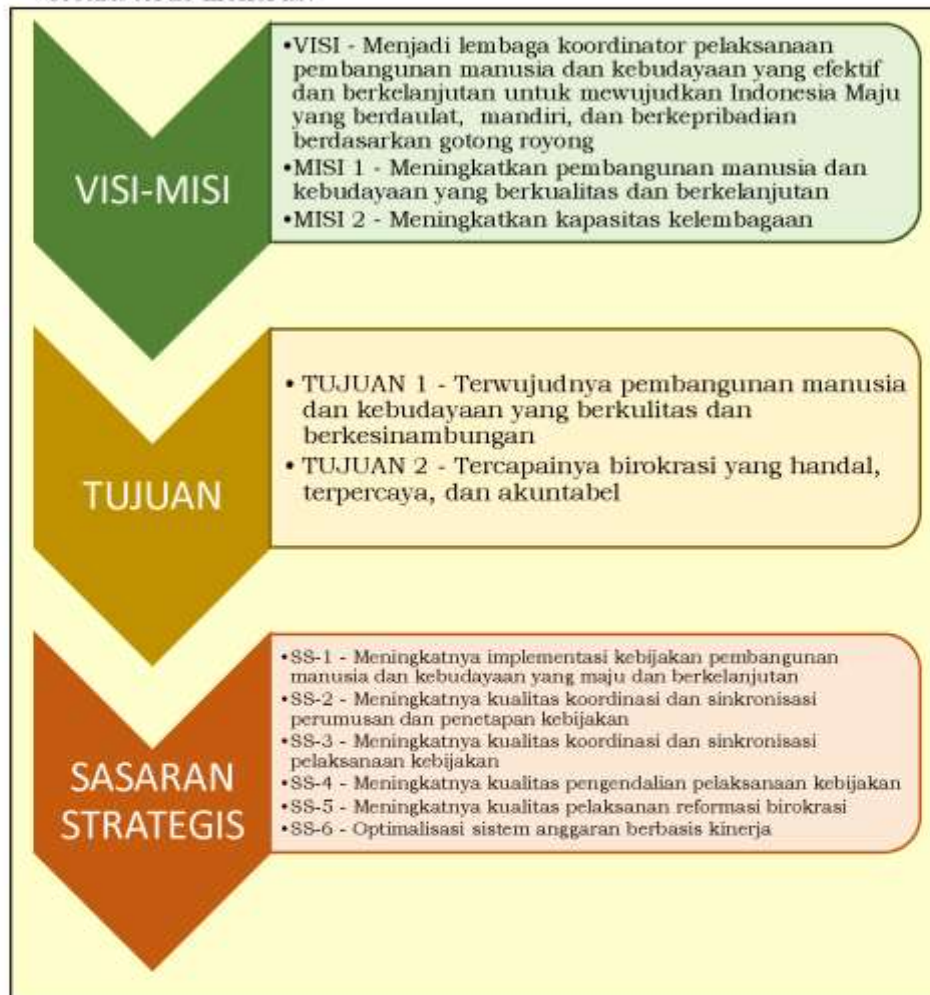 VISI-MISI
•VISI - Menjadi lembaga koordinator pelaksanaan
pembangunan manusia dan kebudayaan yang efektif
dan berkelanjutan untuk mewujudkan Indonesia Maju
yang berdaulat, mandiri, dan berkepribadian
berdasarkan gotong royong
•MISI 1 - Meningkatkan pembangunan manusia dan
kebudayaan yang berkualitas dan berkelanjutan
•MISI 2 - Meningkatkan kapasitas kelembagaan
TUJUAN
• TUJUAN 1 - Terwujudnya pembangunan manusia
dan kebudayaan yang berkulitas dan
berkesinambungan
• TUJUAN 2 - Tercapainya birokrasi yang handal,
terpercaya, dan akuntabel
SASARAN
STRATEGIS
•SS-1 - Meningkatnya implementasi kebijakan pembangunan
manusia dan kebudayaan yang maju dan berkelanjutan
•SS-2 - Meningkatnya kualitas koordinasi dan sinkronisasi
perumusan dan penetapan kebijakan
•SS-3 - Meningkatnya kualitas koordinasi dan sinkronisasi
pelaksanaan kebijakan
•SS-4 - Meningkatnya kualitas pengendalian pelaksanaan kebijakan
•SS-5 - Meningkatnya kualitas pelaksanan reformasi birokrasi
•SS-6 - Optimalisasi sistem anggaran berbasis kinerja